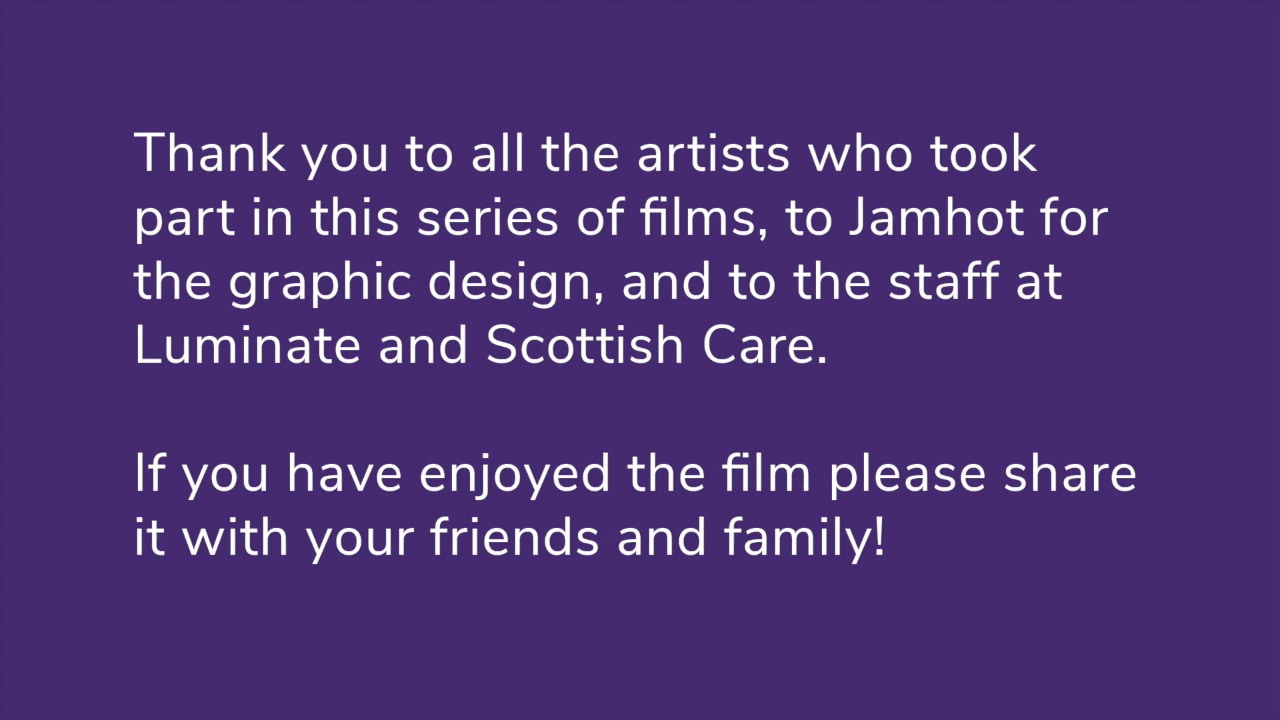 Thank you to all the artists who took
part in this series of films, to Jamhot for
the graphic design, and to the staff at
Luminate and Scottish Care.
If you have enjoyed the film please share
it with your friends and family!